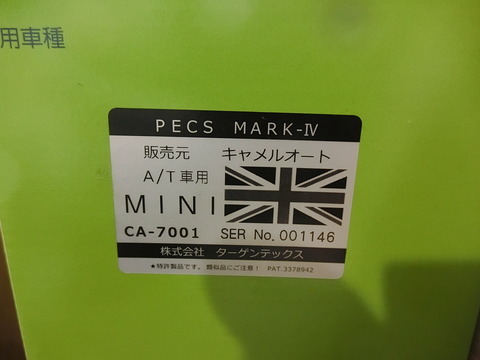 用車種
PECS MARK-Ⅳ
販売元 キャメルオート
A/T車用
MINI
CA-7001 SER No. 001146
株式会社 ターゲンテックス
★特許製品です。類似品にご注意! PAT.3378942